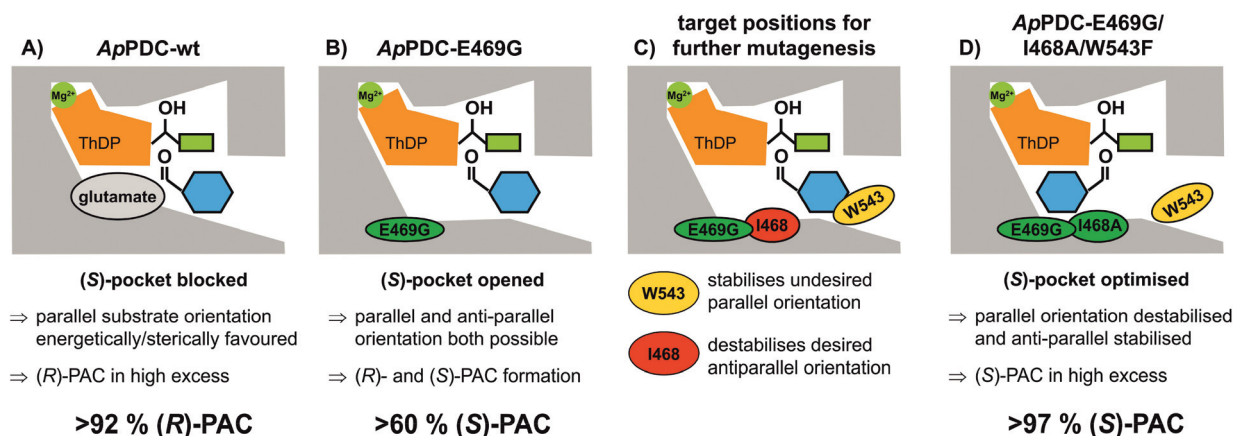 A)
ApPDC-wt
Mg2+
OH
ThDP
O
glutamate
(S)-pocket blocked
⇒ parallel substrate orientation
energetically/sterically favoured
⇒ (R)-PAC in high excess
>92 % (R)-PAC
B)
ApPDC-E469G
Mg2+
OH
ThDP
O
E469G
(S)-pocket opened
⇒ parallel and anti-parallel
orientation both possible
⇒ (R)- and (S)-PAC formation
>60 % (S)-PAC
target positions for
C) further mutagenesis
Mg2+
OH
ThDP
O
W543
E469G
I468
W543 stabilises undesired
parallel orientation
I468 destabilises desired
antiparallel orientation
ApPDC-E469G/
D) I468A/W543F
Mg2+
OH
ThDP
O
W543
E469G
I468A
(S)-pocket optimised
⇒ parallel orientation destabilised
and anti-parallel stabilised
⇒ (S)-PAC in high excess
>97 % (S)-PAC